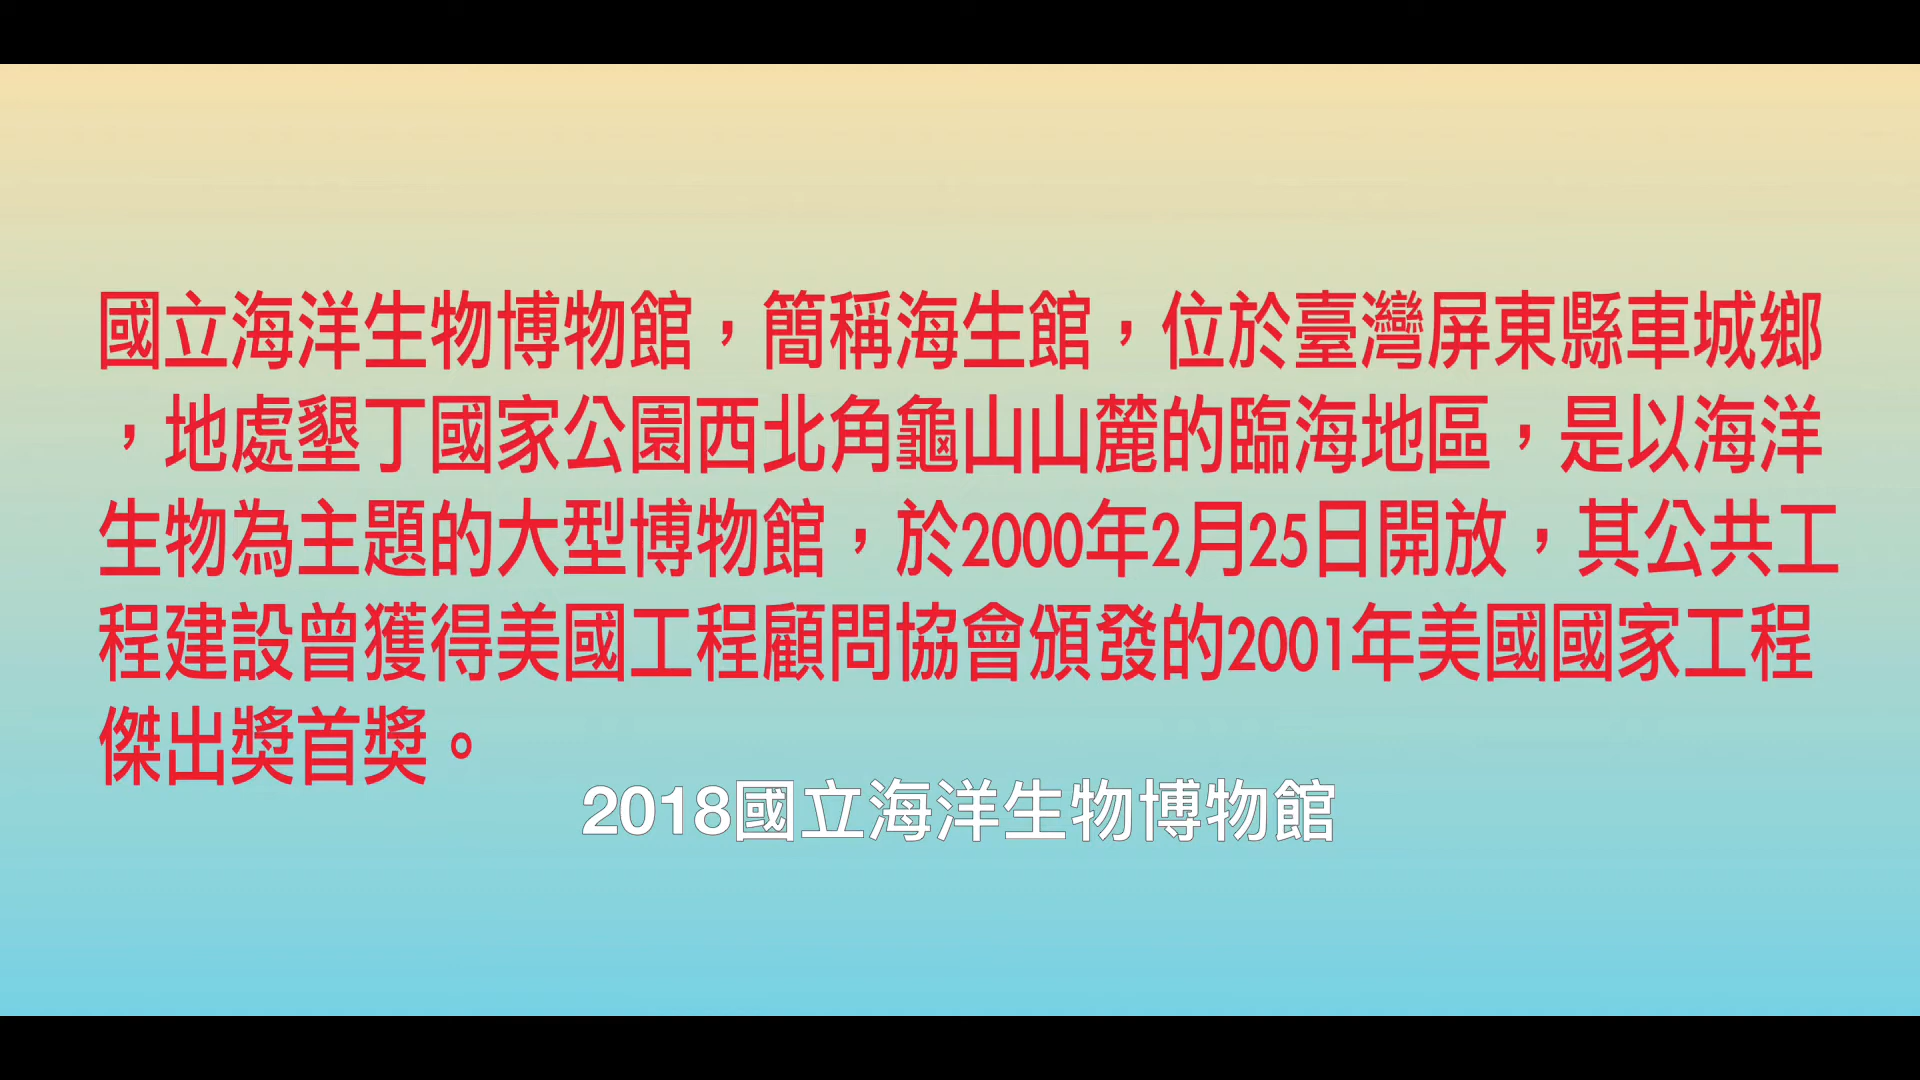 國立海洋生物博物館，簡稱海生館，位於臺灣屏東縣車城鄉
，地處墾丁國家公園西北角龜山山麓的臨海地區，是以海洋
生物為主題的大型博物館，於2000年2月25日開放，其公共工
程建設曾獲得美國工程顧問協會頒發的2001年美國國家工程
傑出獎首獎。
2018國立海洋生物博物館